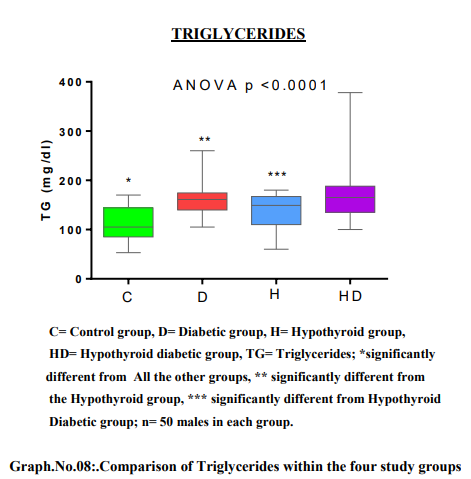 TRIGLYCERIDES
ANOVA p <0.0001
TG (mg/dl)
400
300
200
100
0
*
**
***
C
D
H
HD
C= Control group, D= Diabetic group, H= Hypothyroid group,
HD= Hypothyroid diabetic group, TG= Triglycerides; *significantly
different from All the other groups, ** significantly different from
the Hypothyroid group, *** significantly different from Hypothyroid
Diabetic group; n= 50 males in each group.
Graph.No.08:.Comparison of Triglycerides within the four study groups